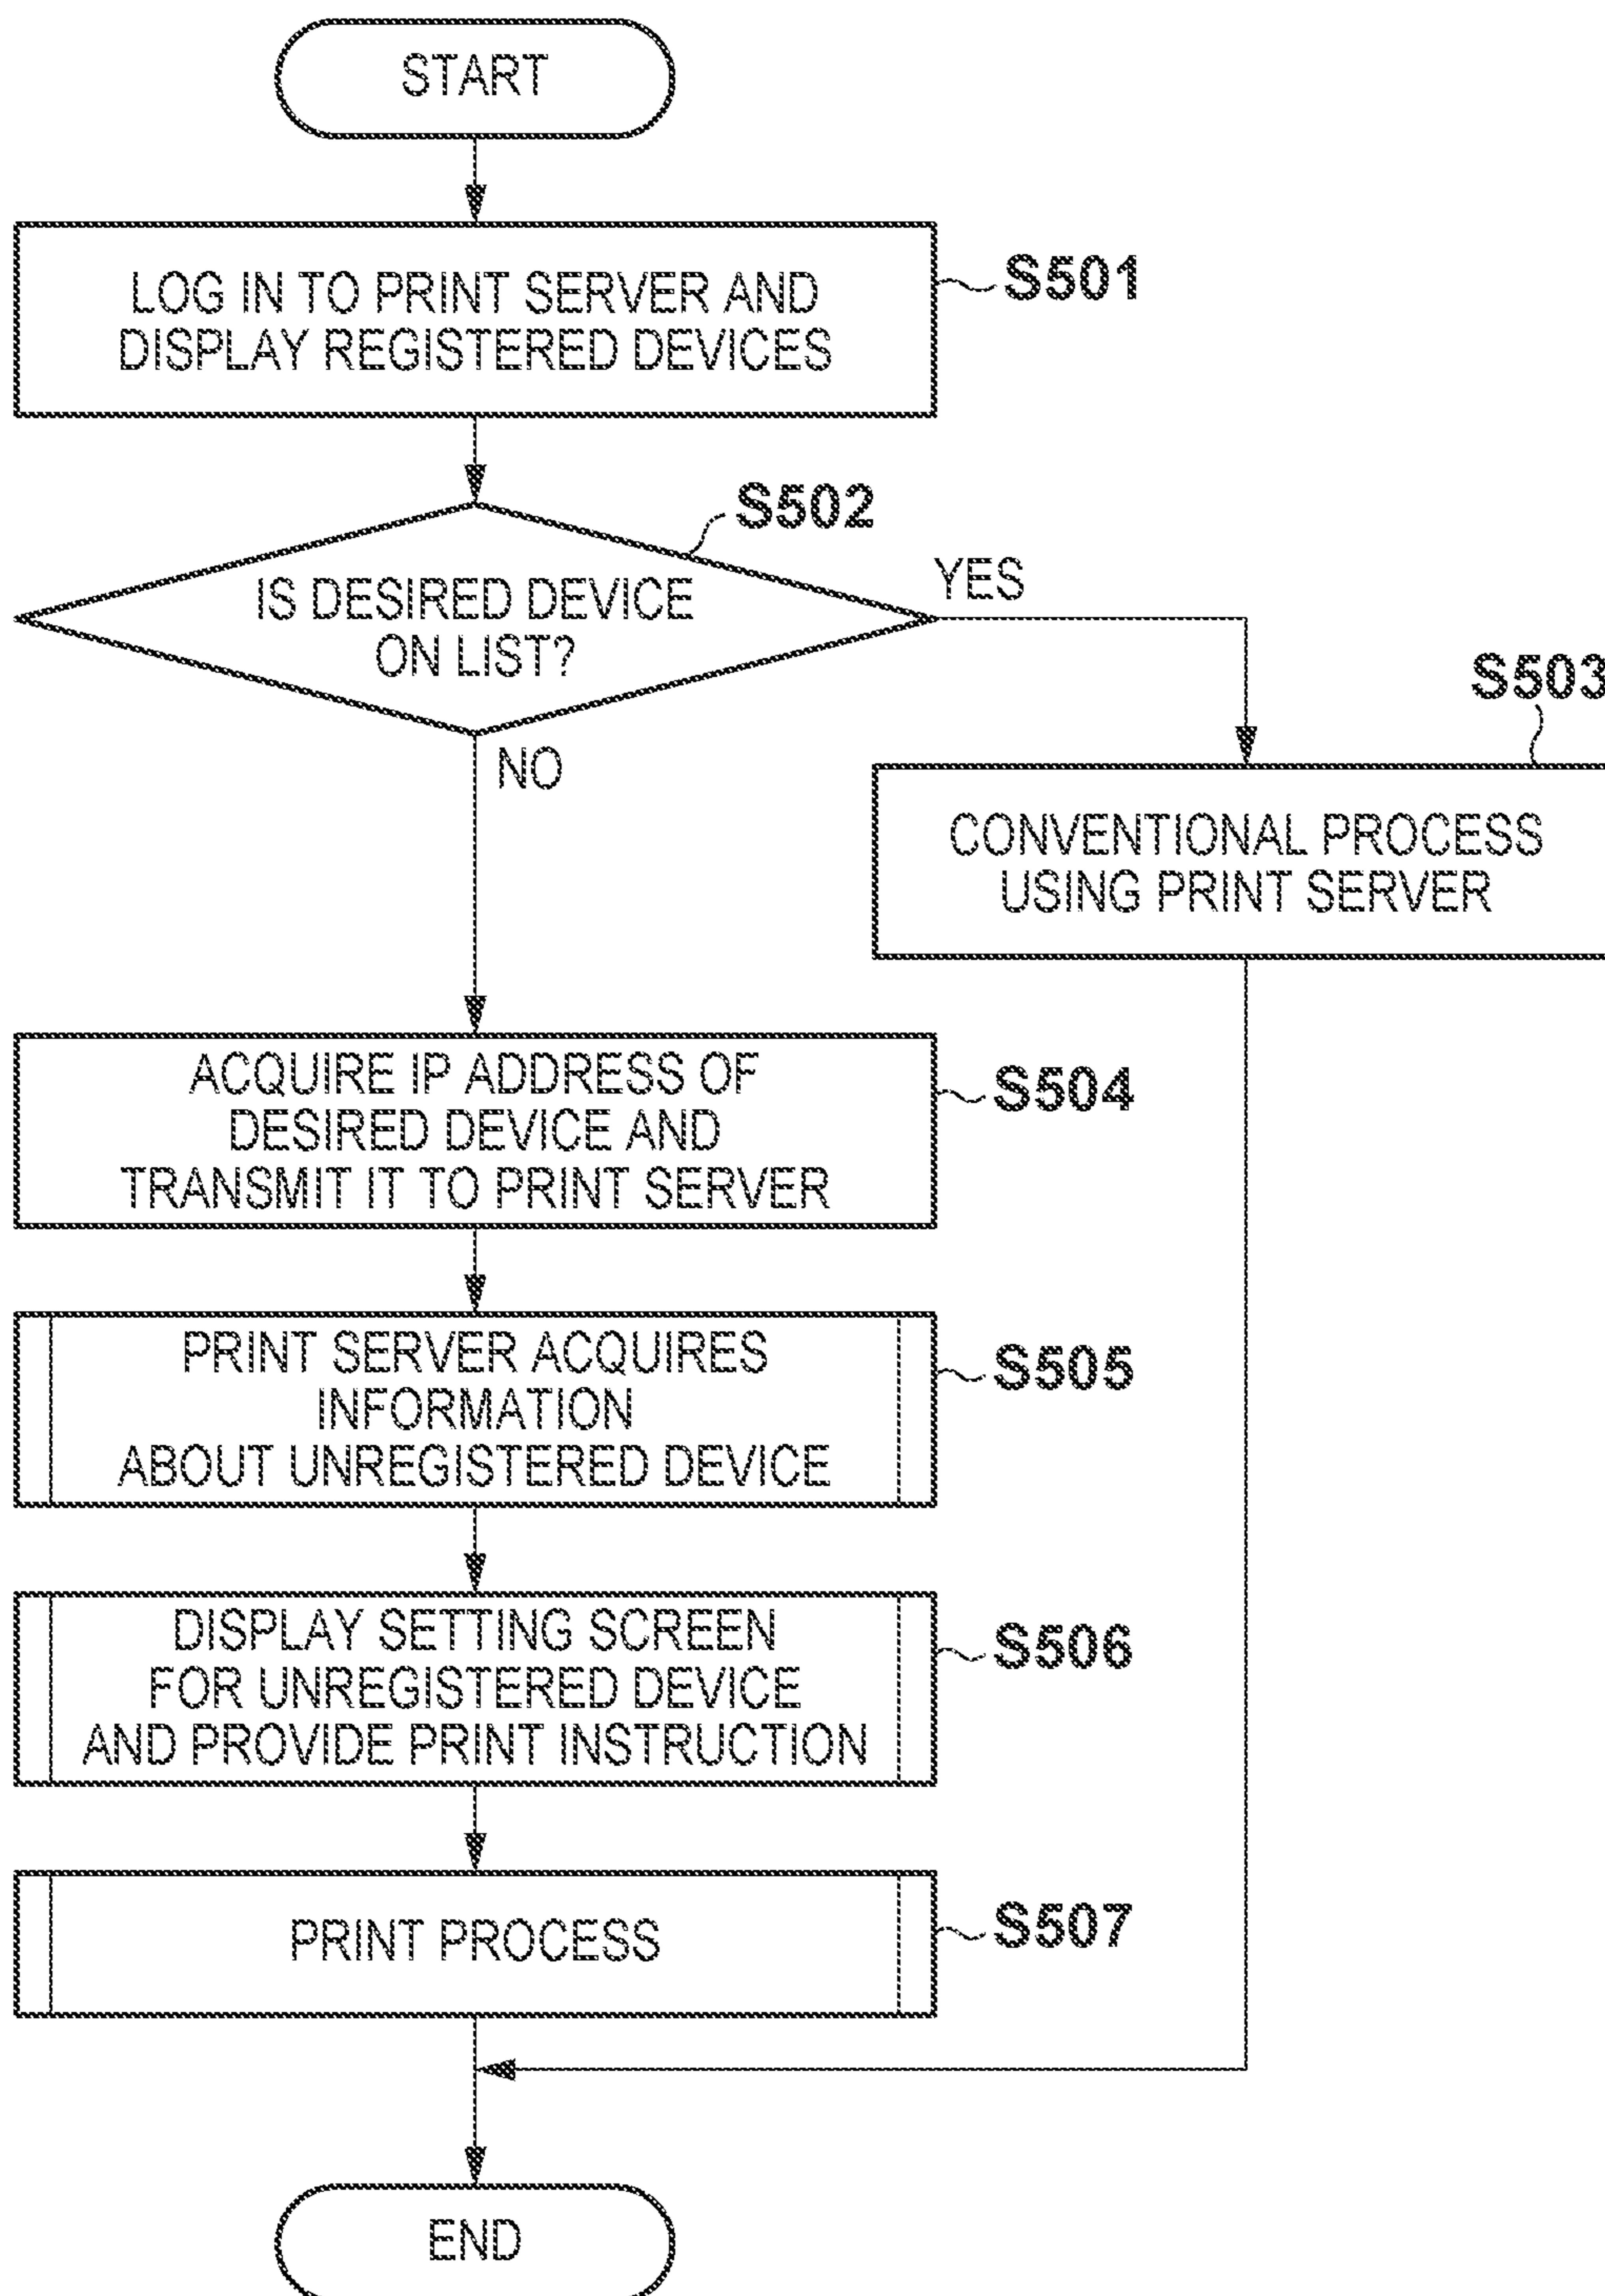 START
LOG IN TO PRINT SERVER AND
DISPLAY REGISTERED DEVICES
S501
S502
IS DESIRED DEVICE
ON LIST?
YES
NO
S503
CONVENTIONAL PROCESS
USING PRINT SERVER
ACQUIRE IP ADDRESS OF
DESIRED DEVICE AND
TRANSMIT IT TO PRINT SERVER
S504
PRINT SERVER ACQUIRES
INFORMATION
ABOUT UNREGISTERED DEVICE
S505
DISPLAY SETTING SCREEN
FOR UNREGISTERED DEVICE
AND PROVIDE PRINT INSTRUCTION
S506
PRINT PROCESS
S507
END